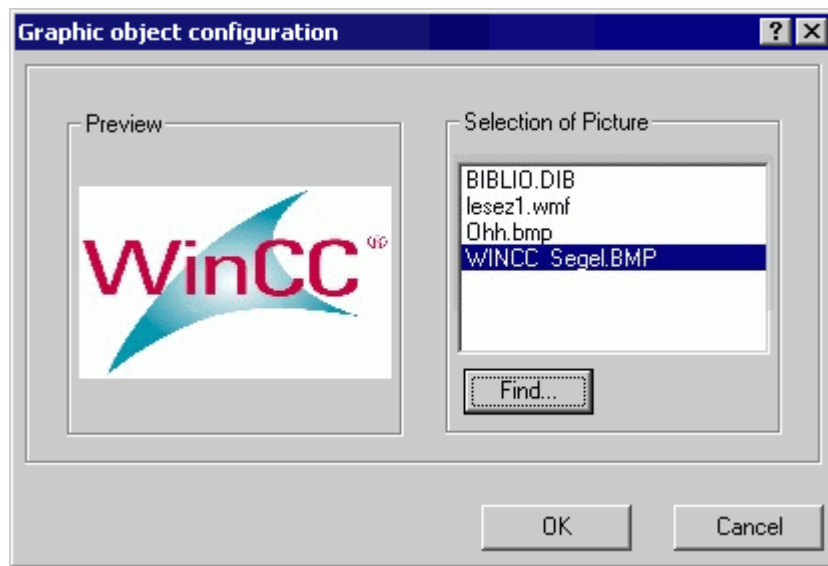 Graphic object configuration
Preview
WinCC®
Selection of Picture
BIBLIO.DIB
lesez1.wmf
Ohh.bmp
WINCC Segel.BMP
Find...
OK
Cancel